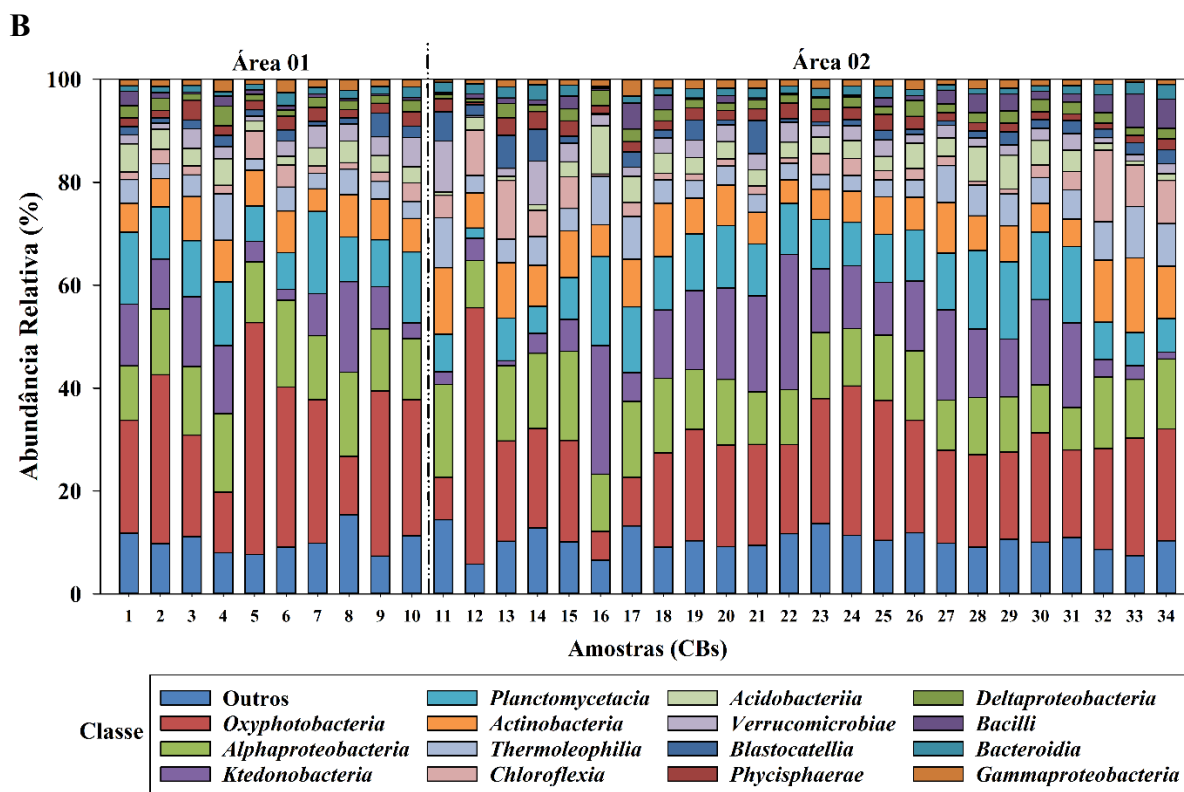 B
Área 01
Área 02
Abundância Relativa (%)
100
80
60
40
20
0
1 2 3 4 5 6 7 8 9 10 11 12 13 14 15 16 17 18 19 20 21 22 23 24 25 26 27 28 29 30 31 32 33 34
Amostras (CBs)
Classe
Outros Planctomycetacia Acidobacteriia Deltaproteobacteria
Oxyphotobacteria Actinobacteria Verrucomicrobiae Bacilli
Alphaproteobacteria Thermoleophilia Blastocatellia Bacteroidia
Ktedonobacteria Chloroflexia Phycisphaerae Gammaproteobacteria